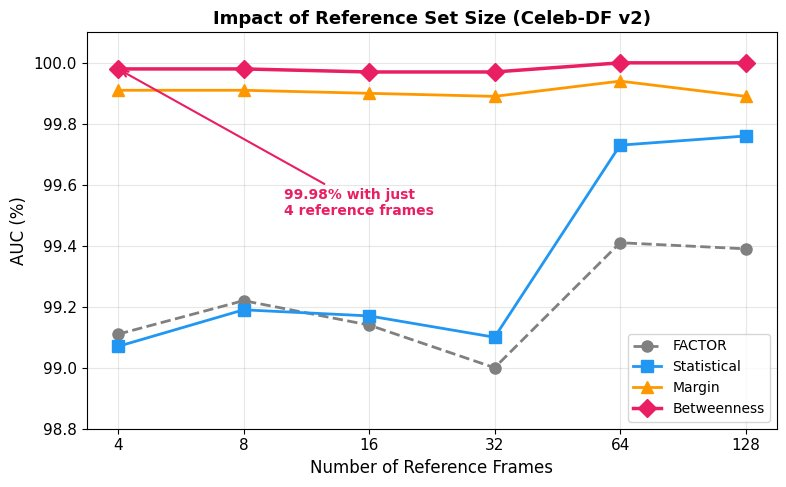 Impact of Reference Set Size (Celeb-DF v2)
AUC (%)
100.0
99.8
99.6
99.4
99.2
99.0
98.8
99.98% with just
4 reference frames
FACTOR
Statistical
Margin
Betweenness
4 8 16 32 64 128
Number of Reference Frames